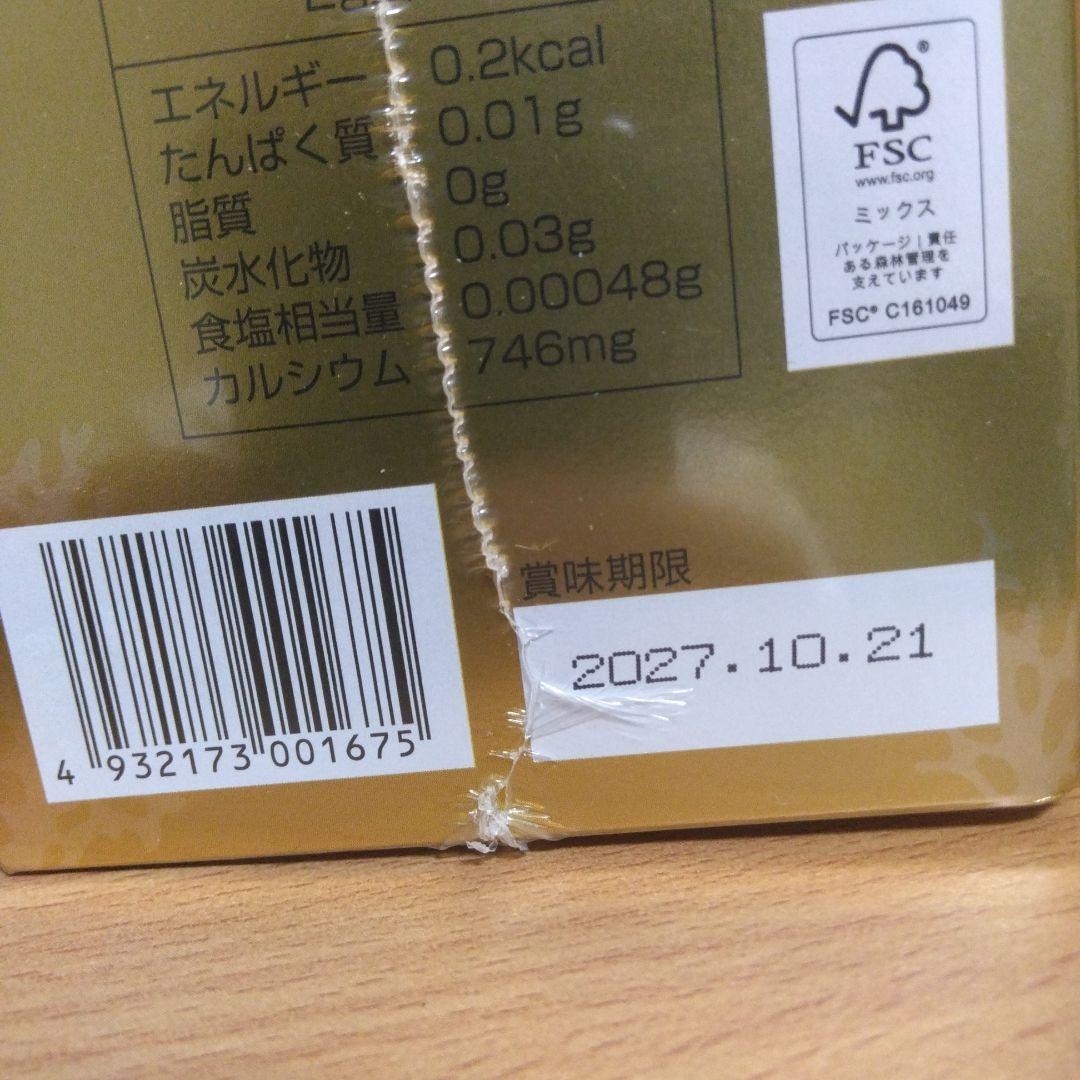 エネルギー 0.2kcal
たんぱく質 0.01g
脂質 0g
炭水化物 0.03g
食塩相当量 0.00048g
カルシウム 746mg
®
FSC
www.fsc.org
ミックス
パッケージ|責任
ある森林管理を
支えています
FSC® C161049
賞味期限
2027.10.21
4 932173 001675